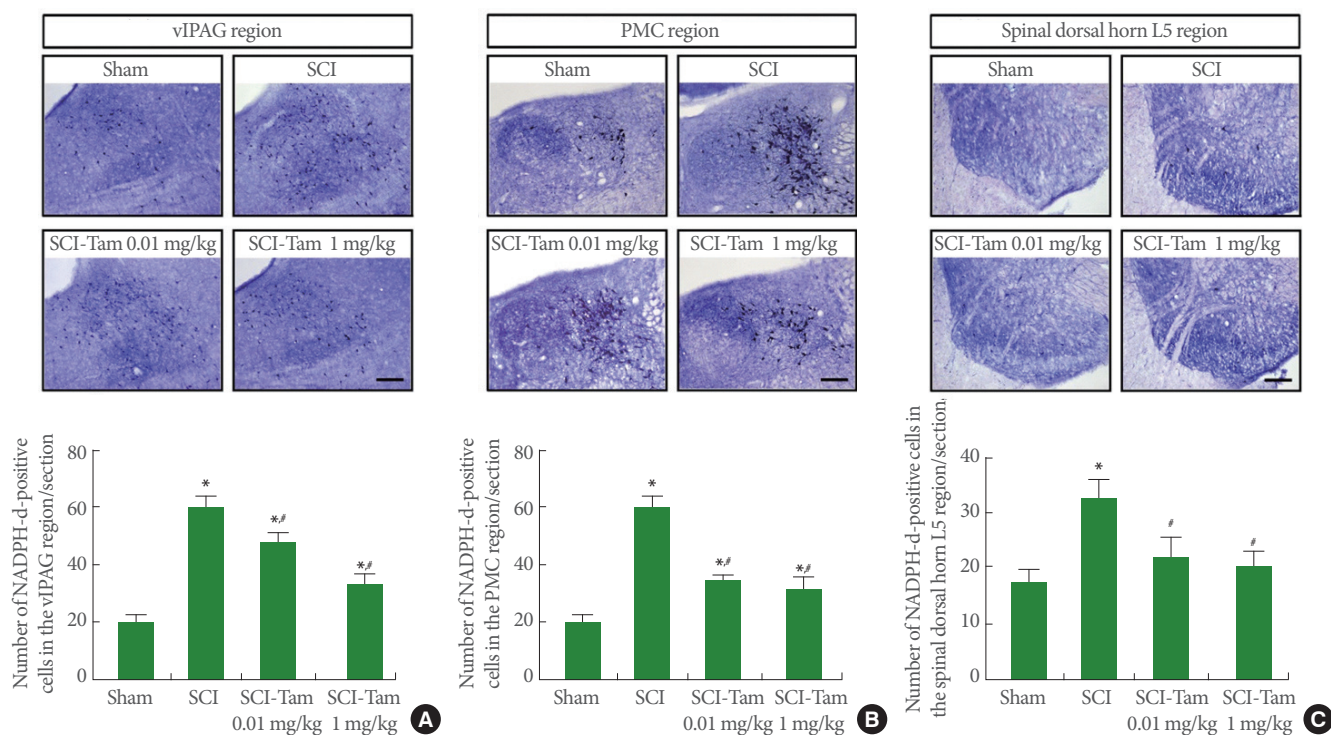 vlPAG region
Sham
SCI
SCI-Tam 0.01 mg/kg
SCI-Tam 1 mg/kg
Number of NADPH-d-positive
cells in the vlPAG region/section
80
60
40
20
0
*
*,#
*,#
Sham
SCI
SCI-Tam
0.01 mg/kg
SCI-Tam
1 mg/kg
A
PMC region
Sham
SCI
SCI-Tam 0.01 mg/kg
SCI-Tam 1 mg/kg
Number of NADPH-d-positive
cells in the PMC region/section
80
60
40
20
0
*
*,#
*,#
Sham
SCI
SCI-Tam
0.01 mg/kg
SCI-Tam
1 mg/kg
B
Spinal dorsal horn L5 region
Sham
SCI
SCI-Tam 0.01 mg/kg
SCI-Tam 1 mg/kg
Number of NADPH-d-positive cells in
the spinal dorsal horn L5 region/section
40
30
20
10
0
*
#
#
Sham
SCI
SCI-Tam
0.01 mg/kg
SCI-Tam
1 mg/kg
C